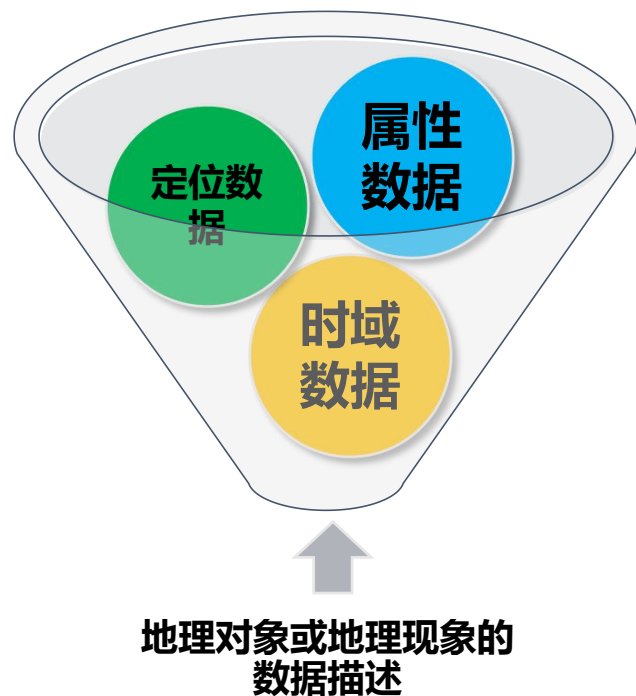 属性
数据
定位数
据
时域
数据
地理对象或地理现象的
数据描述